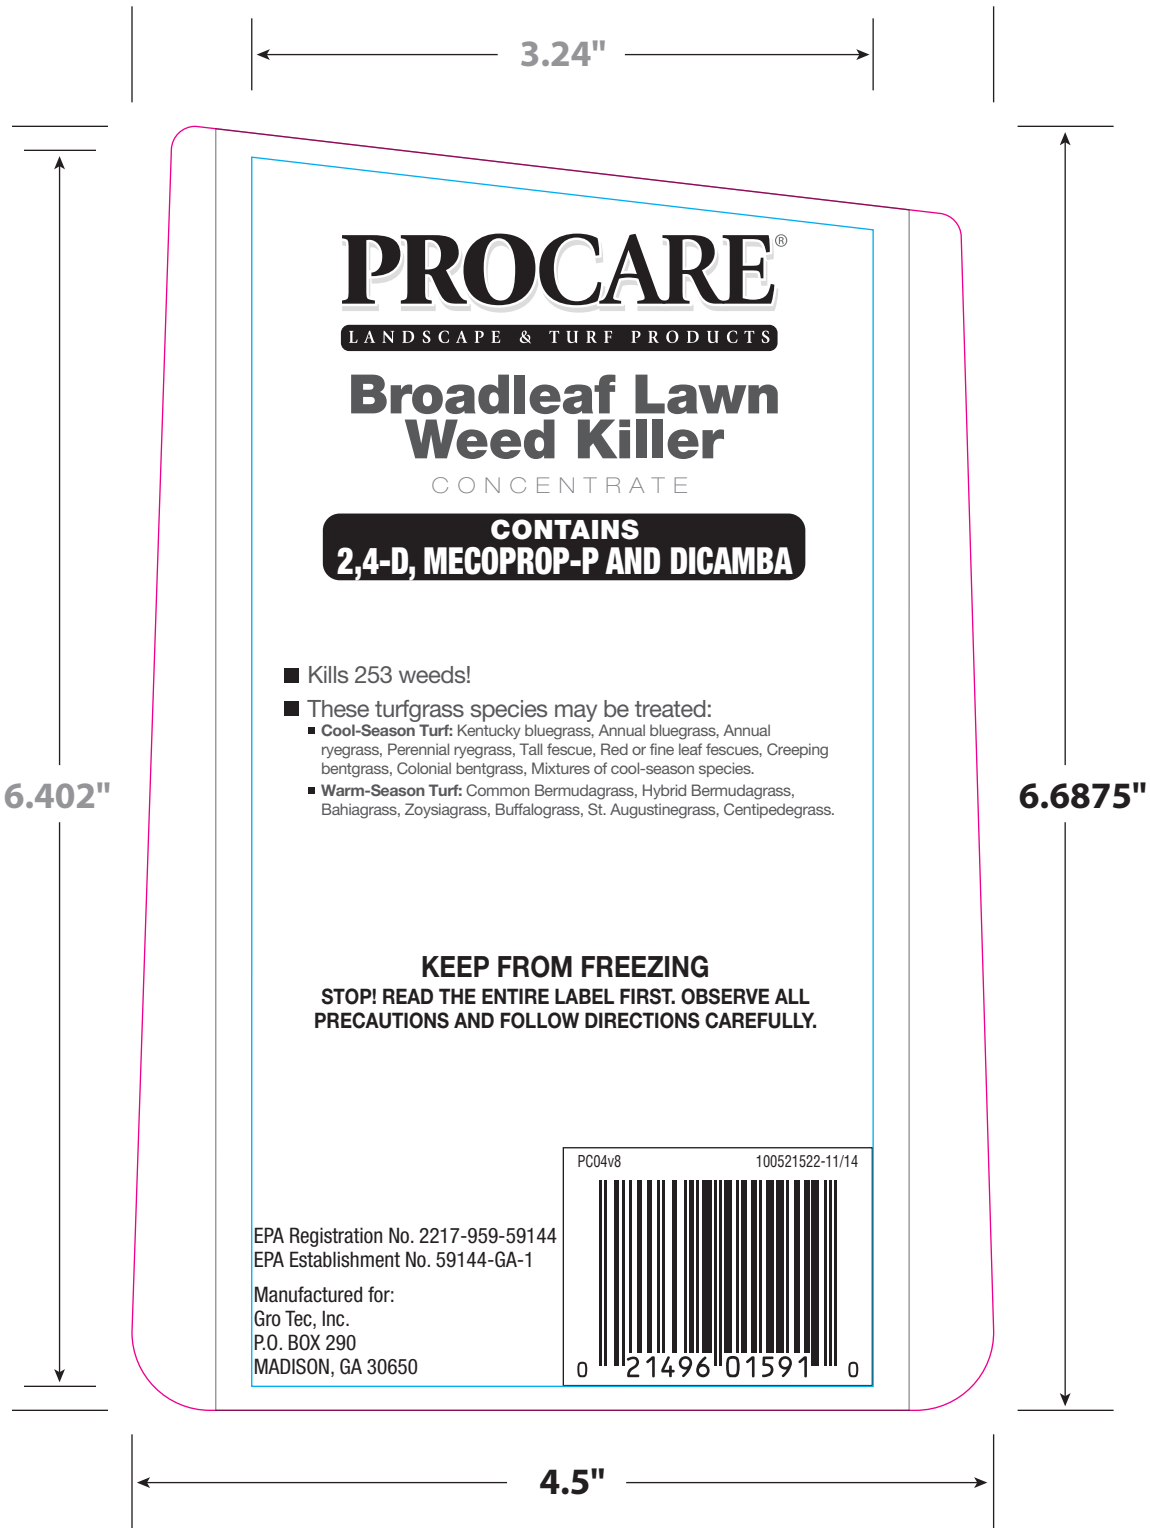 3.24"
PROCARE®
LANDSCAPE & TURF PRODUCTS
Broadleaf Lawn
Weed Killer
CONCENTRATE
CONTAINS
2,4-D, MECOPROP-P AND DICAMBA
■ Kills 253 weeds!
■ These turfgrass species may be treated:
■ Cool-Season Turf: Kentucky bluegrass, Annual bluegrass, Annual
ryegrass, Perennial ryegrass, Tall fescue, Red or fine leaf fescues, Creeping
bentgrass, Colonial bentgrass, Mixtures of cool-season species.
■ Warm-Season Turf: Common Bermudagrass, Hybrid Bermudagrass,
Bahiagrass, Zoysiagrass, Buffalograss, St. Augustinegrass, Centipedegrass.
6.402"
6.6875"
KEEP FROM FREEZING
STOP! READ THE ENTIRE LABEL FIRST. OBSERVE ALL
PRECAUTIONS AND FOLLOW DIRECTIONS CAREFULLY.
PC04v8 100521522-11/14
EPA Registration No. 2217-959-59144
EPA Establishment No. 59144-GA-1
Manufactured for:
Gro Tec, Inc.
P.O. BOX 290
MADISON, GA 30650
0 21496 01591 0
4.5"